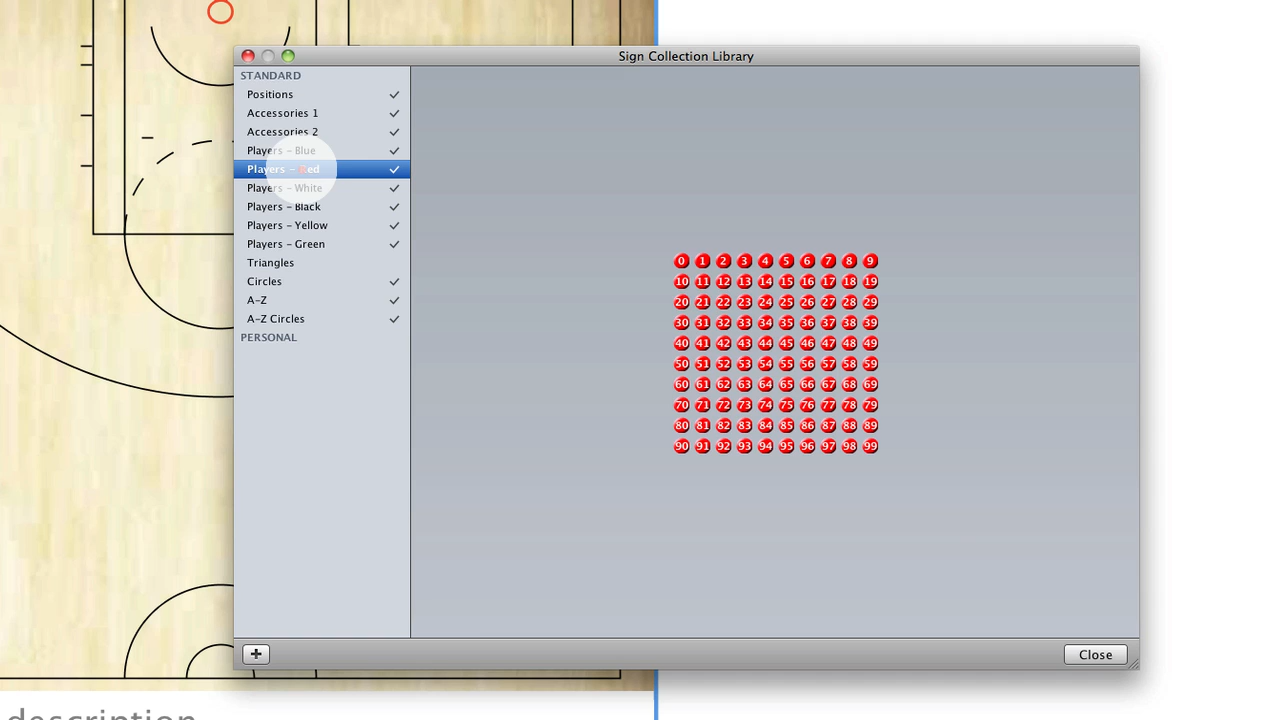 Sign Collection Library
STANDARD
Positions
Accessories 1
Accessories 2
Players – Blue
Players – Red
Players – White
Players – Black
Players – Yellow
Players – Green
Triangles
Circles
A–Z
A–Z Circles
PERSONAL
0 1 2 3 4 5 6 7 8 9
10 11 12 13 14 15 16 17 18 19
20 21 22 23 24 25 26 27 28 29
30 31 32 33 34 35 36 37 38 39
40 41 42 43 44 45 46 47 48 49
50 51 52 53 54 55 56 57 58 59
60 61 62 63 64 65 66 67 68 69
70 71 72 73 74 75 76 77 78 79
80 81 82 83 84 85 86 87 88 89
90 91 92 93 94 95 96 97 98 99
Close
description